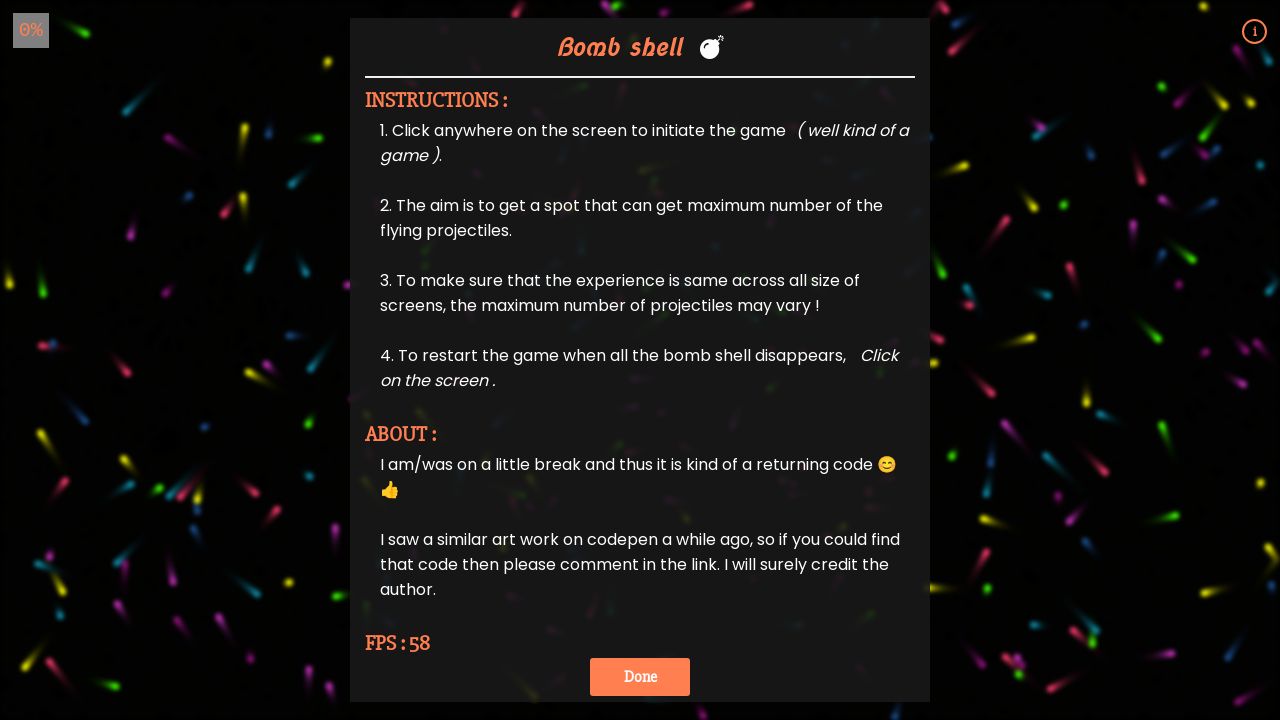 0%
i
Bomb shell 💣
INSTRUCTIONS :
1. Click anywhere on the screen to initiate the game ( well kind of a
game ).
2. The aim is to get a spot that can get maximum number of the
flying projectiles.
3. To make sure that the experience is same across all size of
screens, the maximum number of projectiles may vary !
4. To restart the game when all the bomb shell disappears, Click
on the screen .
ABOUT :
I am/was on a little break and thus it is kind of a returning code 😊
👍
I saw a similar art work on codepen a while ago, so if you could find
that code then please comment in the link. I will surely credit the
author.
FPS : 58
Done